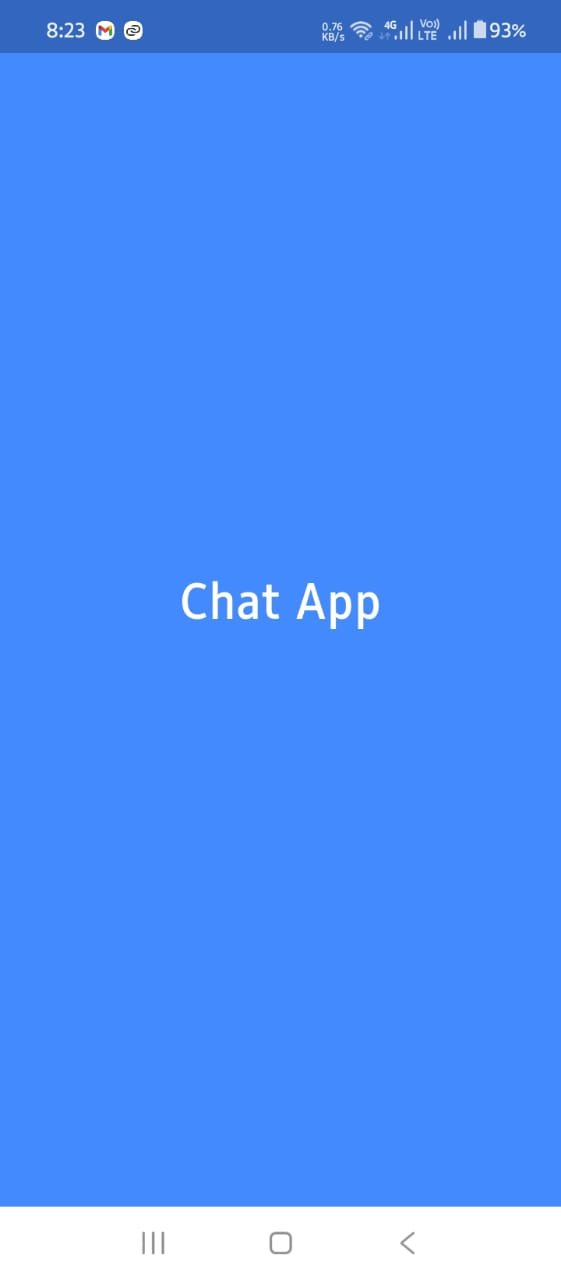 8:23
0.76
KB/s
4G
Vo))
LTE
93%
Chat App